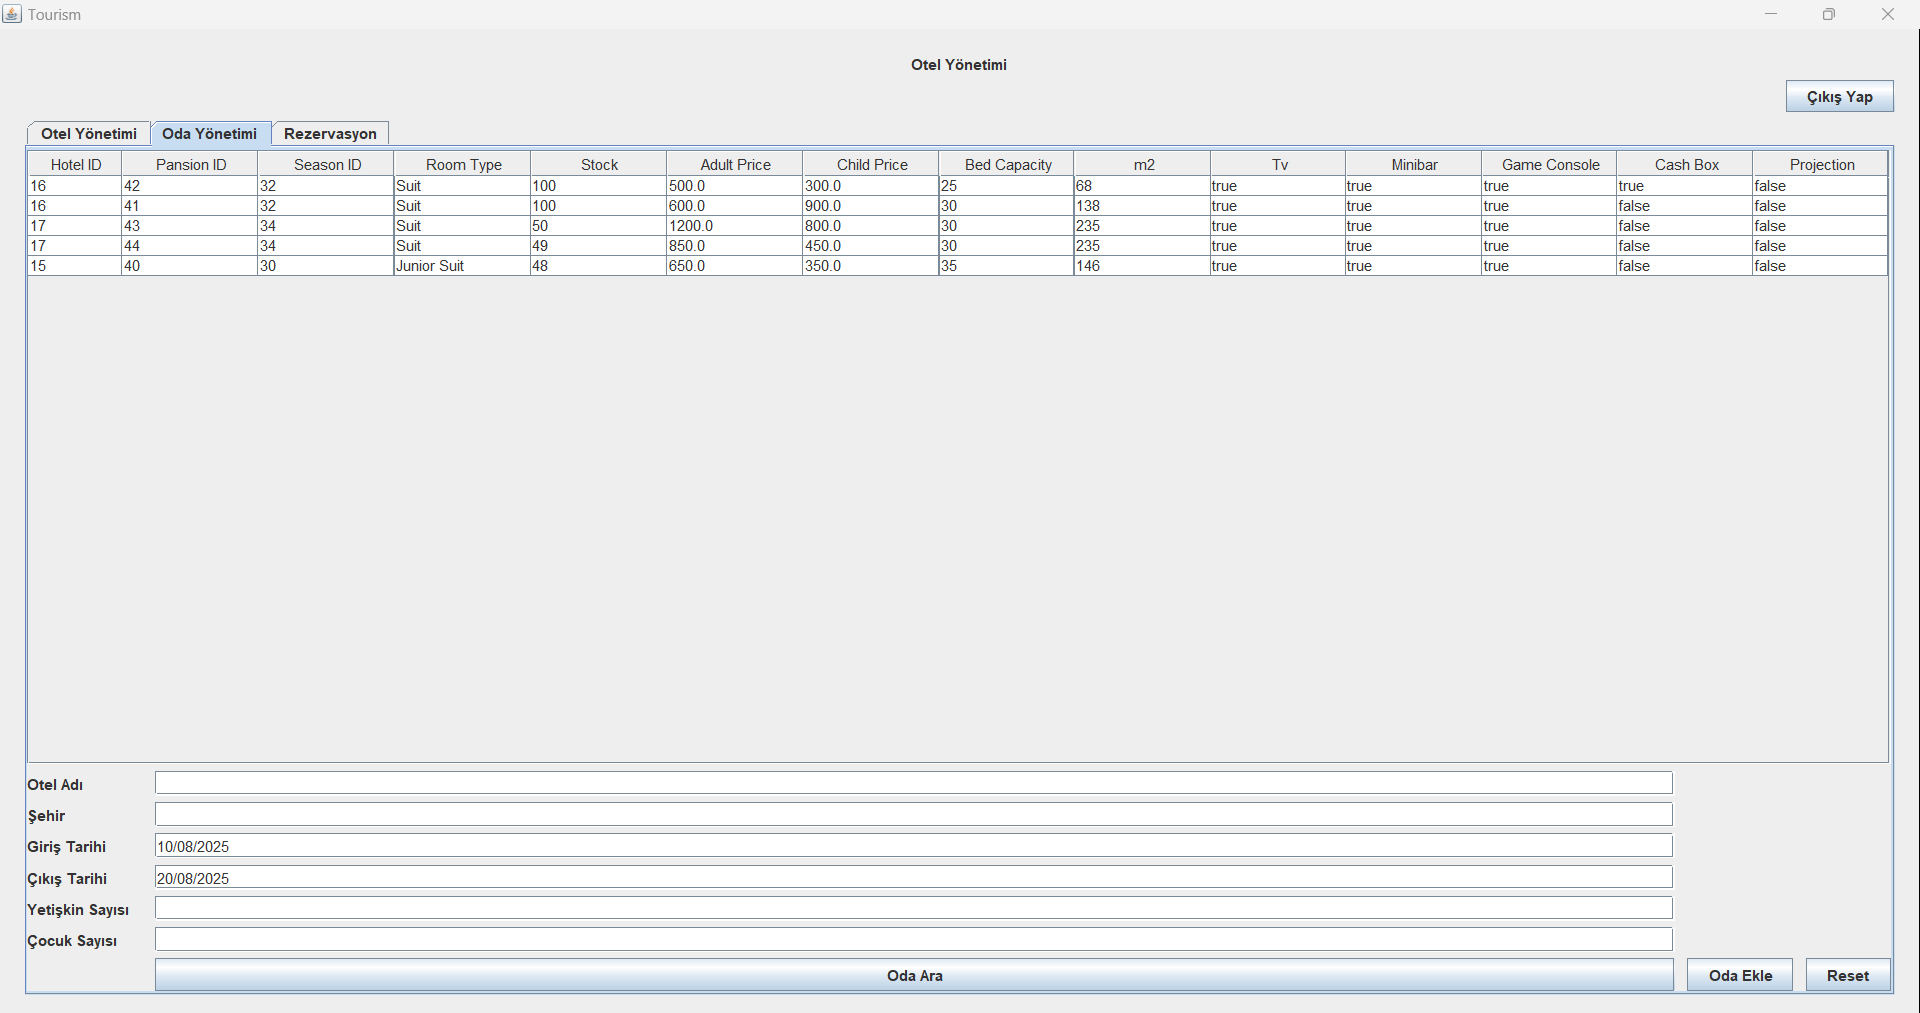 Tourism
Otel Yönetimi
Çıkış Yap
Otel Yönetimi Oda Yönetimi Rezervasyon
Hotel ID Pansion ID Season ID Room Type Stock Adult Price Child Price Bed Capacity m2 Tv Minibar Game Console Cash Box Projection
16 42 32 Suit 100 500.0 300.0 25 68 true true true true false
16 41 32 Suit 100 600.0 900.0 30 138 true true true false false
17 43 34 Suit 50 1200.0 800.0 30 235 true true true false false
17 44 34 Suit 49 850.0 450.0 30 235 true true true false false
15 40 30 Junior Suit 48 650.0 350.0 35 146 true true true false false
Otel Adı
Şehir
Giriş Tarihi 10/08/2025
Çıkış Tarihi 20/08/2025
Yetişkin Sayısı
Çocuk Sayısı
Oda Ara Oda Ekle Reset